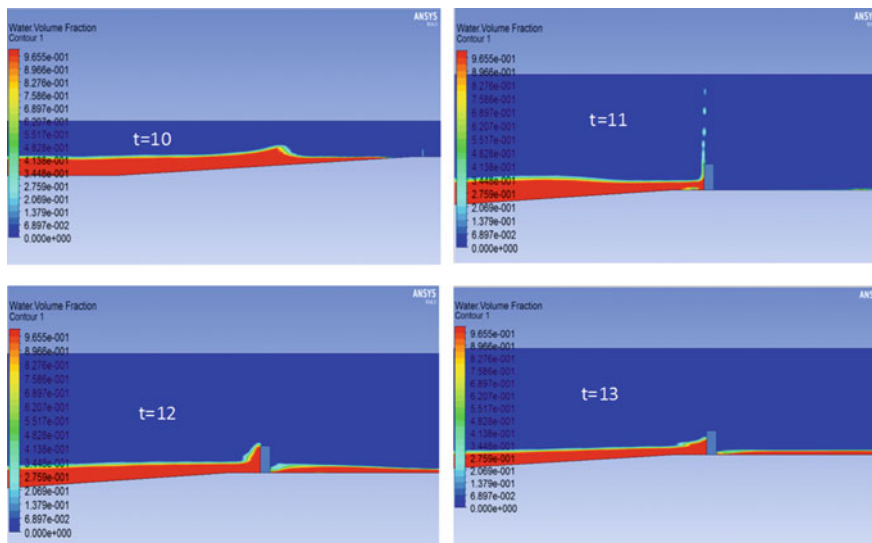 ANSYS
Water.Volume Fraction
Contour 1
9.655e-001
8.966e-001
8.276e-001
7.586e-001
6.897e-001
6.207e-001
5.517e-001
4.828e-001
4.138e-001
3.448e-001
2.759e-001
2.069e-001
1.379e-001
6.897e-002
0.000e+000
t=10
ANSYS
Water.Volume Fraction
Contour 1
9.655e-001
8.966e-001
8.276e-001
7.586e-001
6.897e-001
6.207e-001
5.517e-001
4.828e-001
4.138e-001
3.448e-001
2.759e-001
2.069e-001
1.379e-001
6.897e-002
0.000e+000
t=11
ANSYS
Water.Volume Fraction
Contour 1
9.655e-001
8.966e-001
8.276e-001
7.586e-001
6.897e-001
6.207e-001
5.517e-001
4.828e-001
4.138e-001
3.448e-001
2.759e-001
2.069e-001
1.379e-001
6.897e-002
0.000e+000
t=12
ANSYS
Water.Volume Fraction
Contour 1
9.655e-001
8.966e-001
8.276e-001
7.586e-001
6.897e-001
6.207e-001
5.517e-001
4.828e-001
4.138e-001
3.448e-001
2.759e-001
2.069e-001
1.379e-001
6.897e-002
0.000e+000
t=13